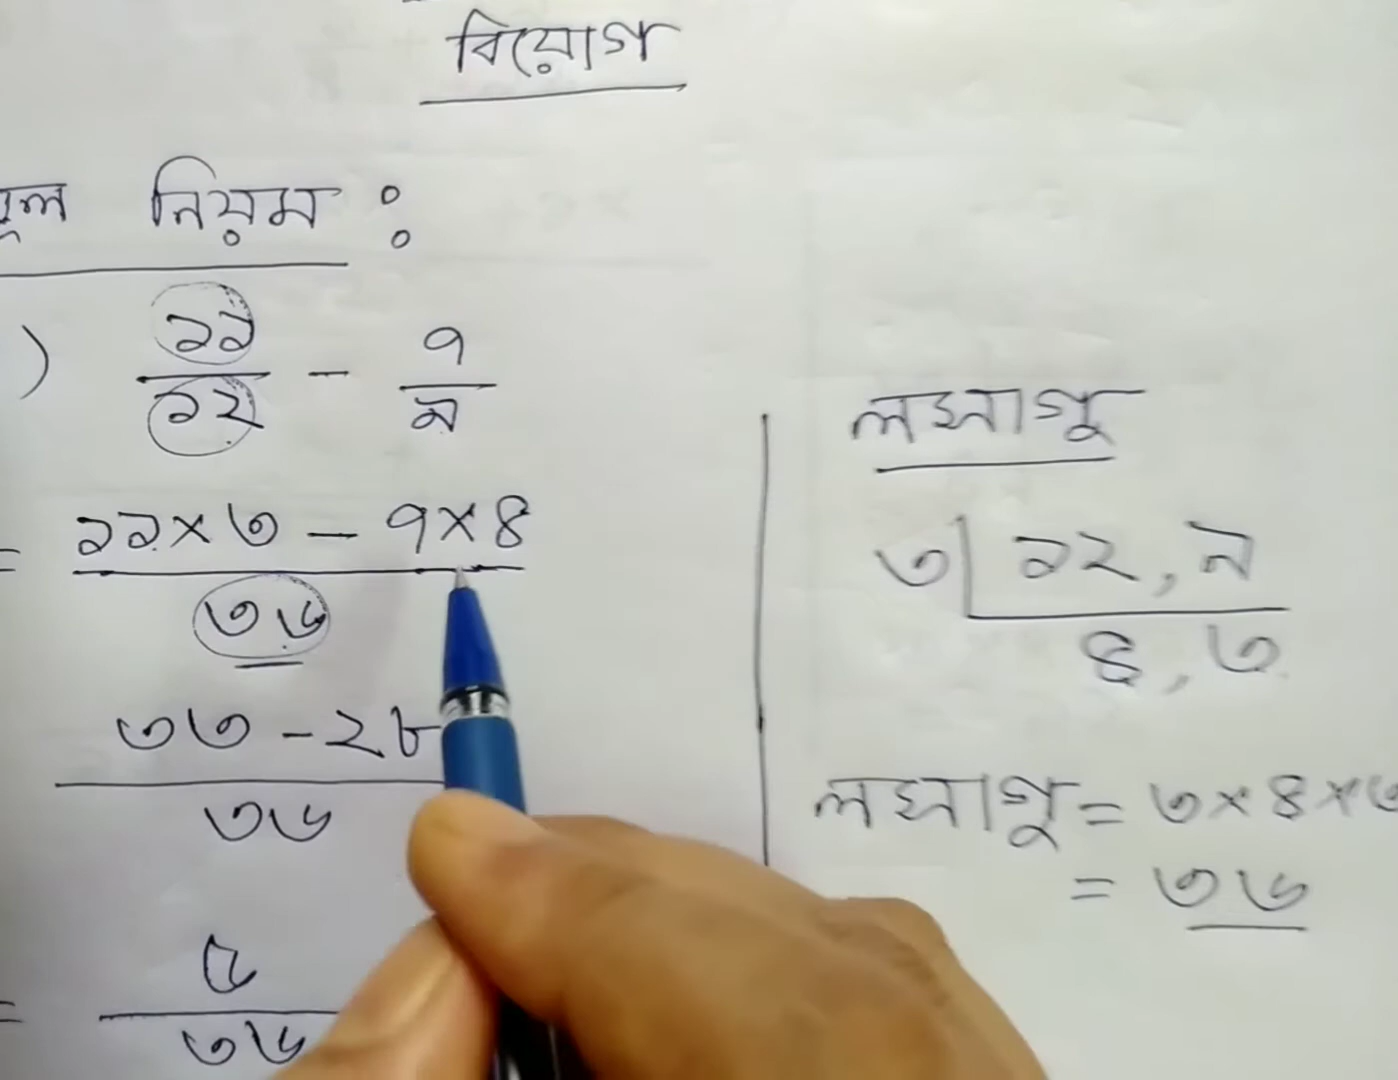 বিয়োগ
মূল নিয়ম :
) ১১/১২ - ৭/৯
= ১১×৩ - ৭×৪ / ৩৬
৩৩ - ২৮ / ৩৬
= ৫ / ৩৬
লসাগু
৩ | ১২, ৯
৪, ৩
লসাগু = ৩×৪×৩
= ৩৬